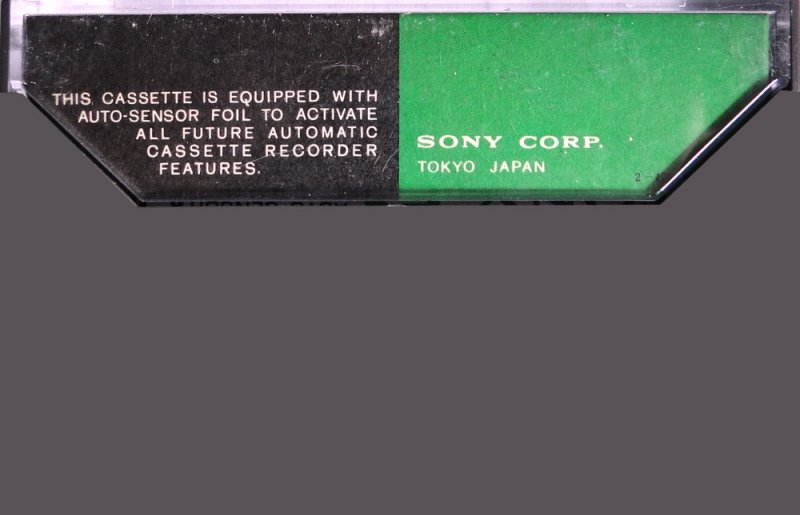 THIS CASSETTE IS EQUIPPED WITH
AUTO-SENSOR FOIL TO ACTIVATE
ALL FUTURE AUTOMATIC
CASSETTE RECORDER
FEATURES.
SONY CORP.
TOKYO JAPAN